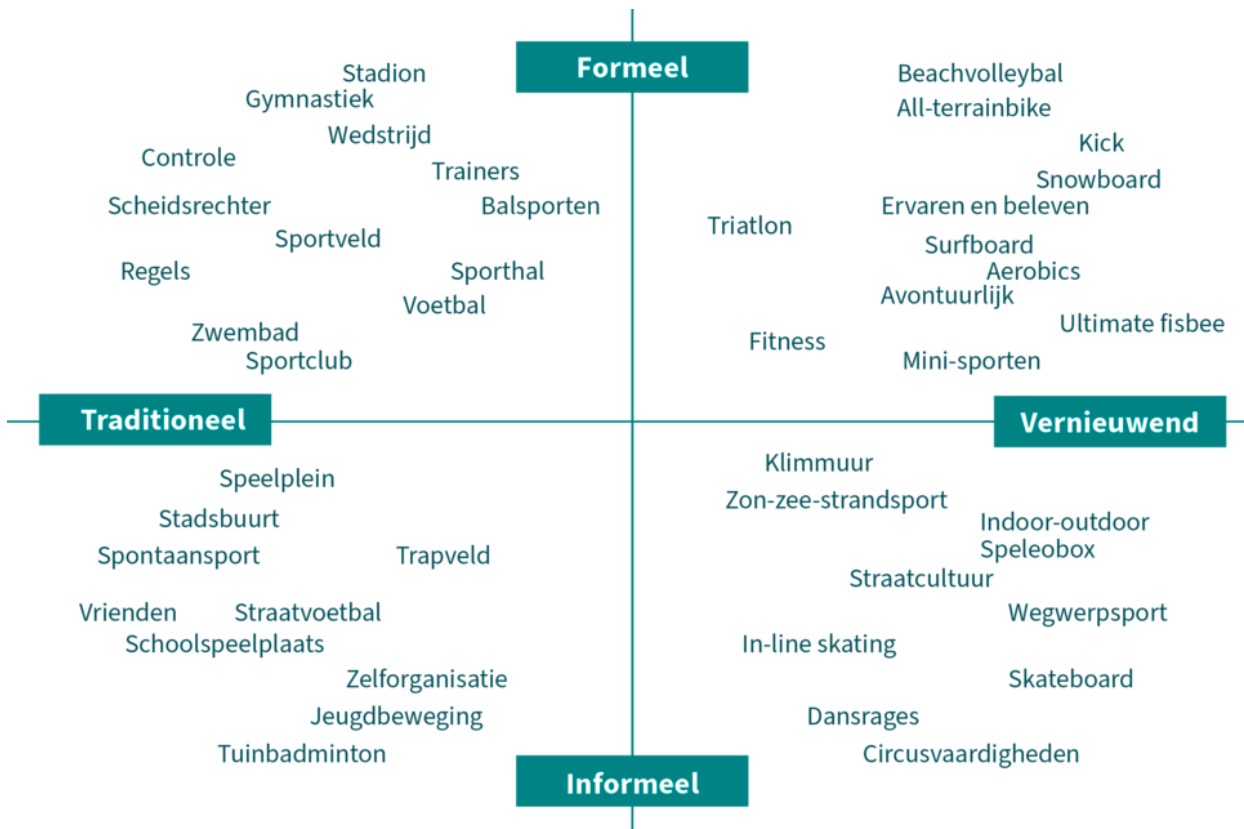 Formeel
Stadion
Gymnastiek
Wedstrijd
Controle
Trainers
Scheidsrechter
Balsporten
Sportveld
Regels
Sporthal
Voetbal
Zwembad
Sportclub
Beachvolleybal
All-terrainbike
Kick
Snowboard
Ervaren en beleven
Triatlon
Surfboard
Aerobics
Avontuurlijk
Ultimate fisbee
Fitness
Mini-sporten
Traditioneel
Vernieuwend
Speelplein
Stadsbuurt
Spontaansport
Trapveld
Vrienden
Straatvoetbal
Schoolspeelplaats
Zelforganisatie
Jeugdbeweging
Tuinbadminton
Klimmuur
Zon-zee-strandsport
Indoor-outdoor
Speleobox
Straatcultuur
Wegwerpsport
In-line skating
Skateboard
Dansrages
Circusvaardigheden
Informeel